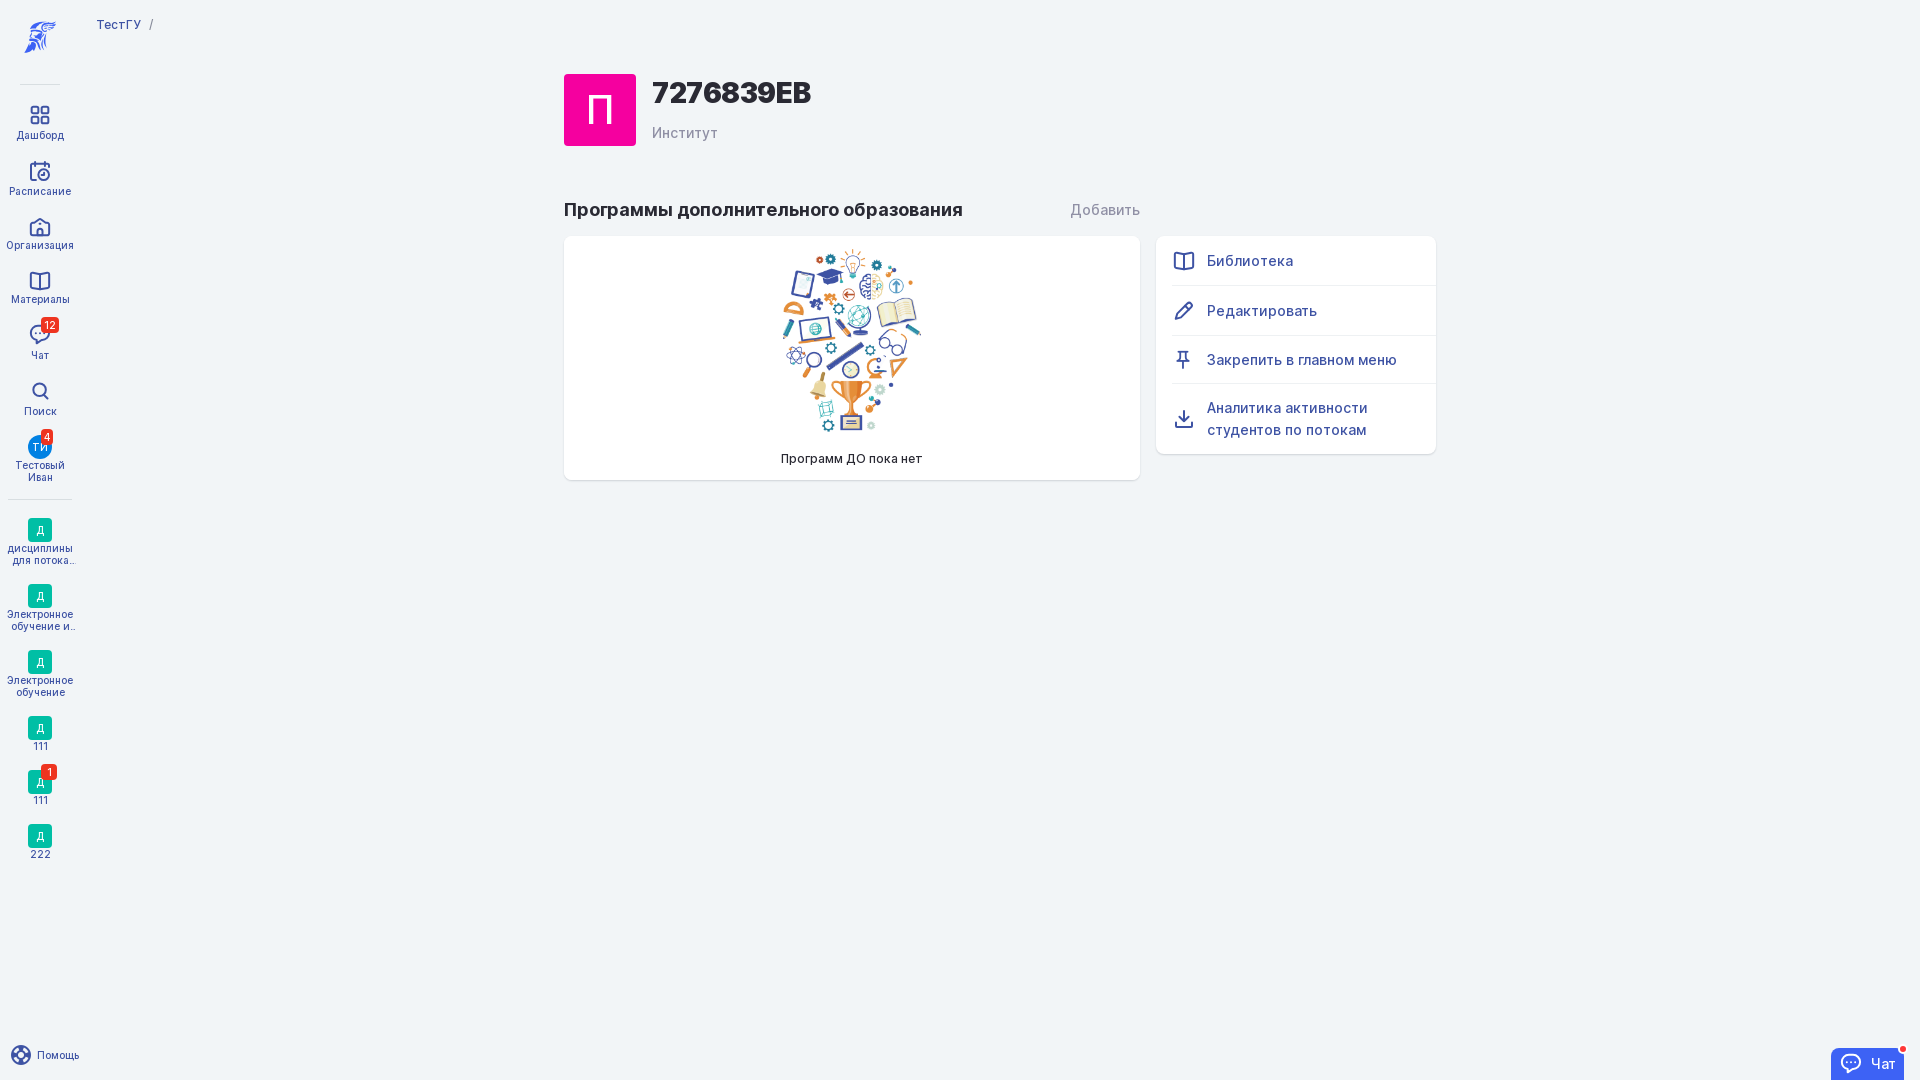 ТестГУ /
П
7276839EB
Институт
Дашборд
Расписание
Организация
Материалы
12
Чат
Поиск
ТИ
4
Тестовый
Иван
Д
дисциплины
для потока...
Д
Электронное
обучение и...
Д
Электронное
обучение
Д
111
Д
1
111
Д
222
Помощь
Программы дополнительного образования
Добавить
Программ ДО пока нет
Библиотека
Редактировать
Закрепить в главном меню
Аналитика активности
студентов по потокам
Чат